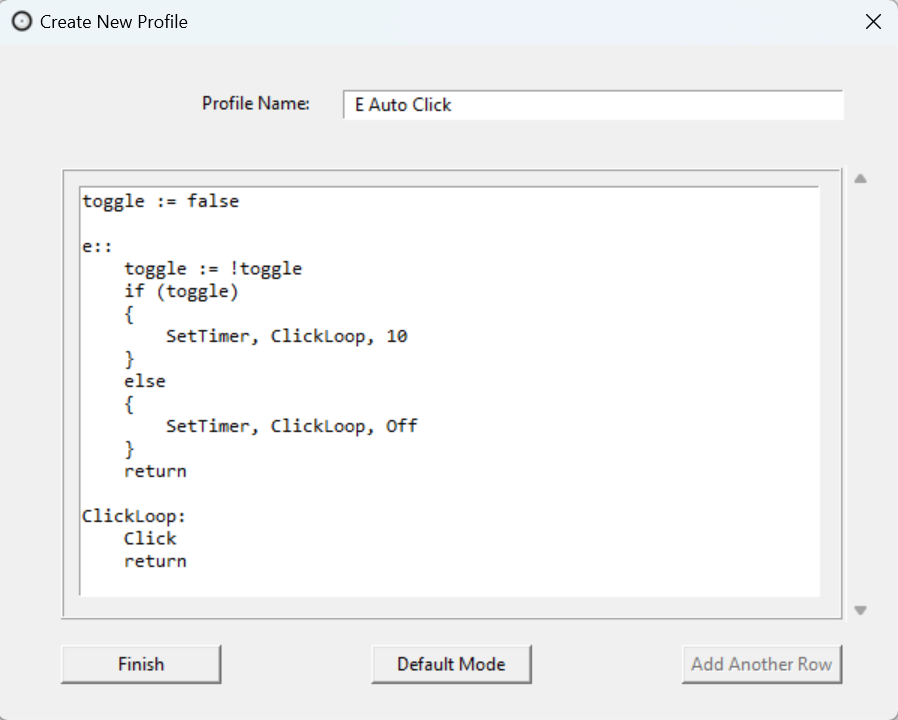 Create New Profile
Profile Name:
E Auto Click
toggle := false

e::
    toggle := !toggle
    if (toggle)
    {
        SetTimer, ClickLoop, 10
    }
    else
    {
        SetTimer, ClickLoop, Off
    }
    return

ClickLoop:
    Click
    return
Finish
Default Mode
Add Another Row